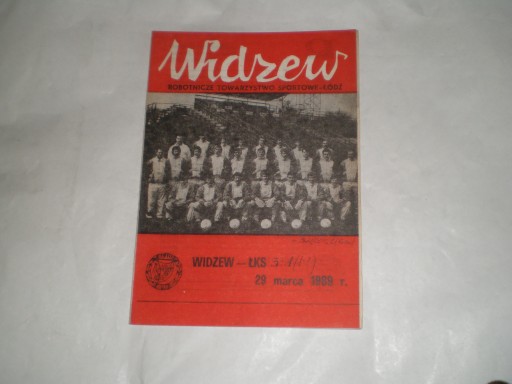 Widzew
ROBOTNICZE TOWARZYSTWO SPORTOWE-ŁÓDŹ
WIDZEW — ŁKS
29 marca r.